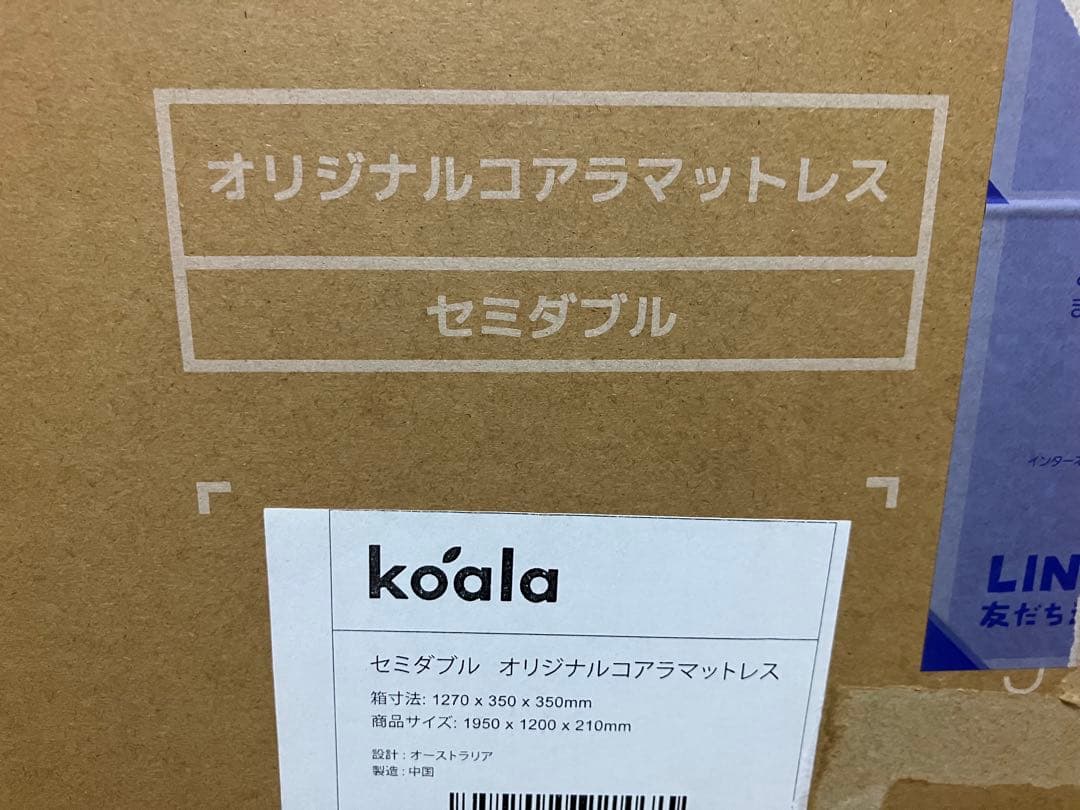 オリジナルコアラマットレス
セミダブル
koala
セミダブル オリジナルコアラマットレス
箱寸法: 1270 x 350 x 350mm
商品サイズ: 1950 x 1200 x 210mm
設計 : オーストラリア
製造 : 中国
インターネ
LIN
友だち